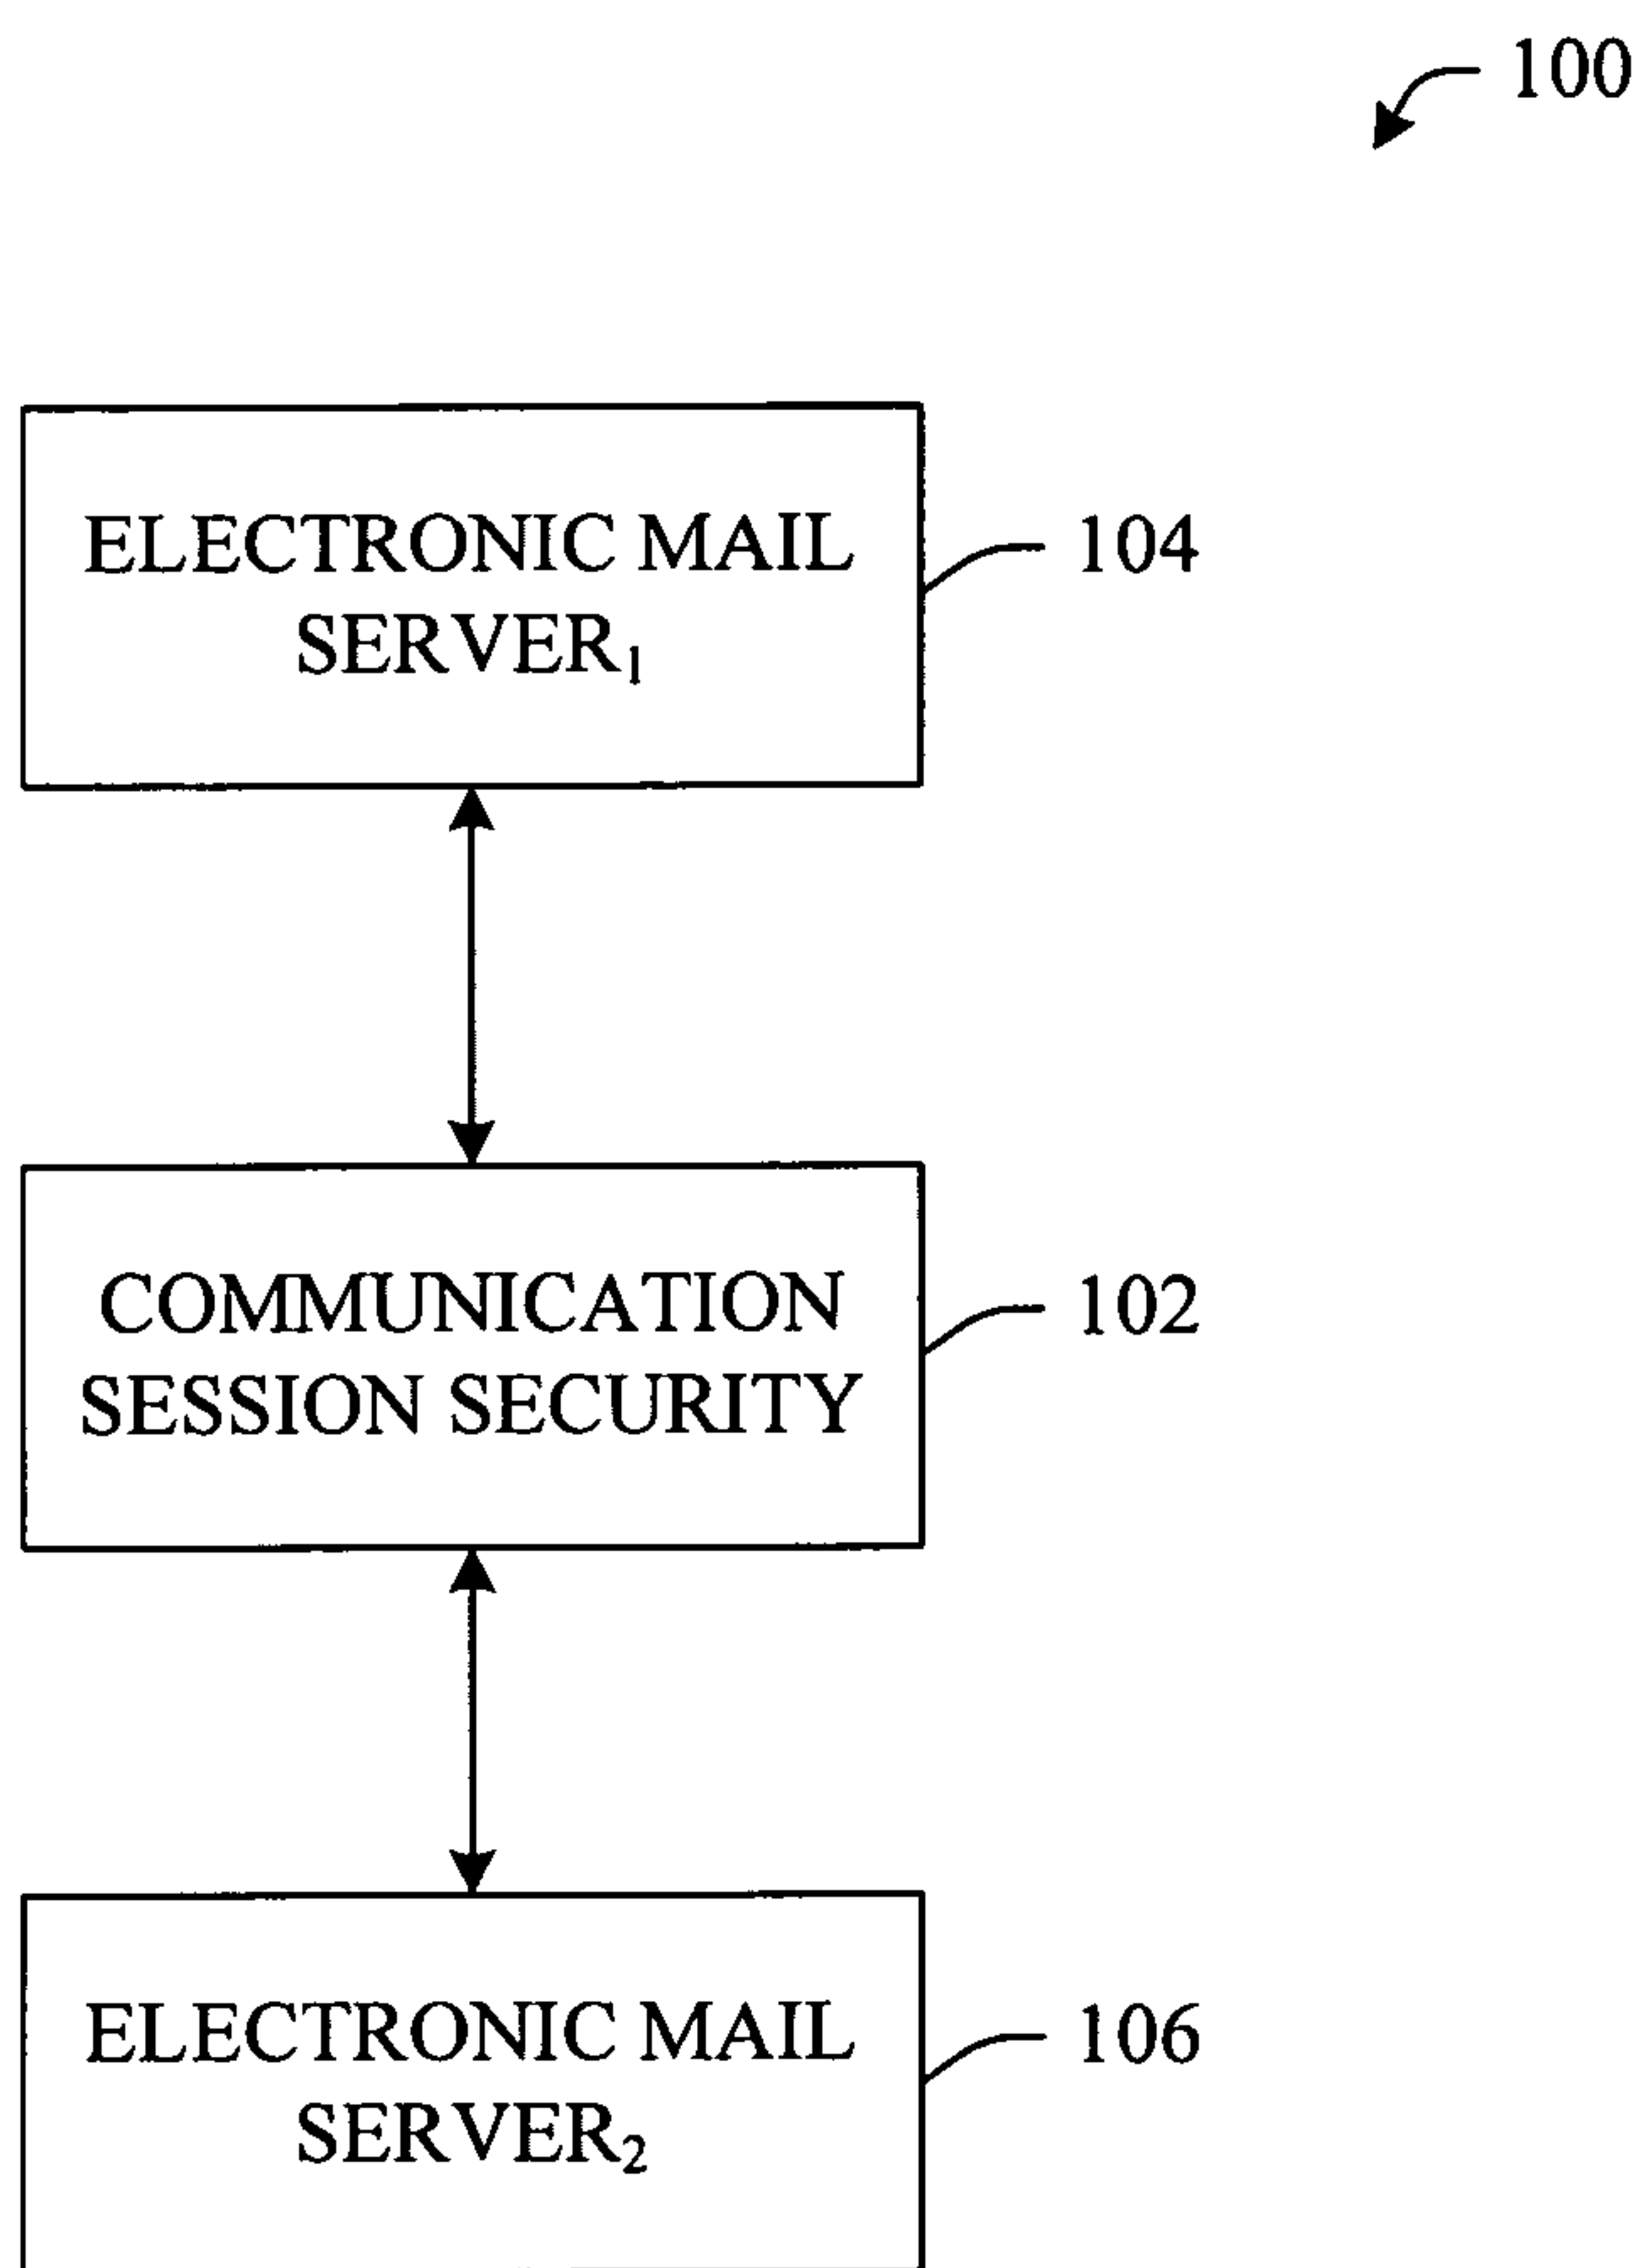 100
ELECTRONIC MAIL
SERVER₁
104
COMMUNICATION
SESSION SECURITY
102
ELECTRONIC MAIL
SERVER₂
106